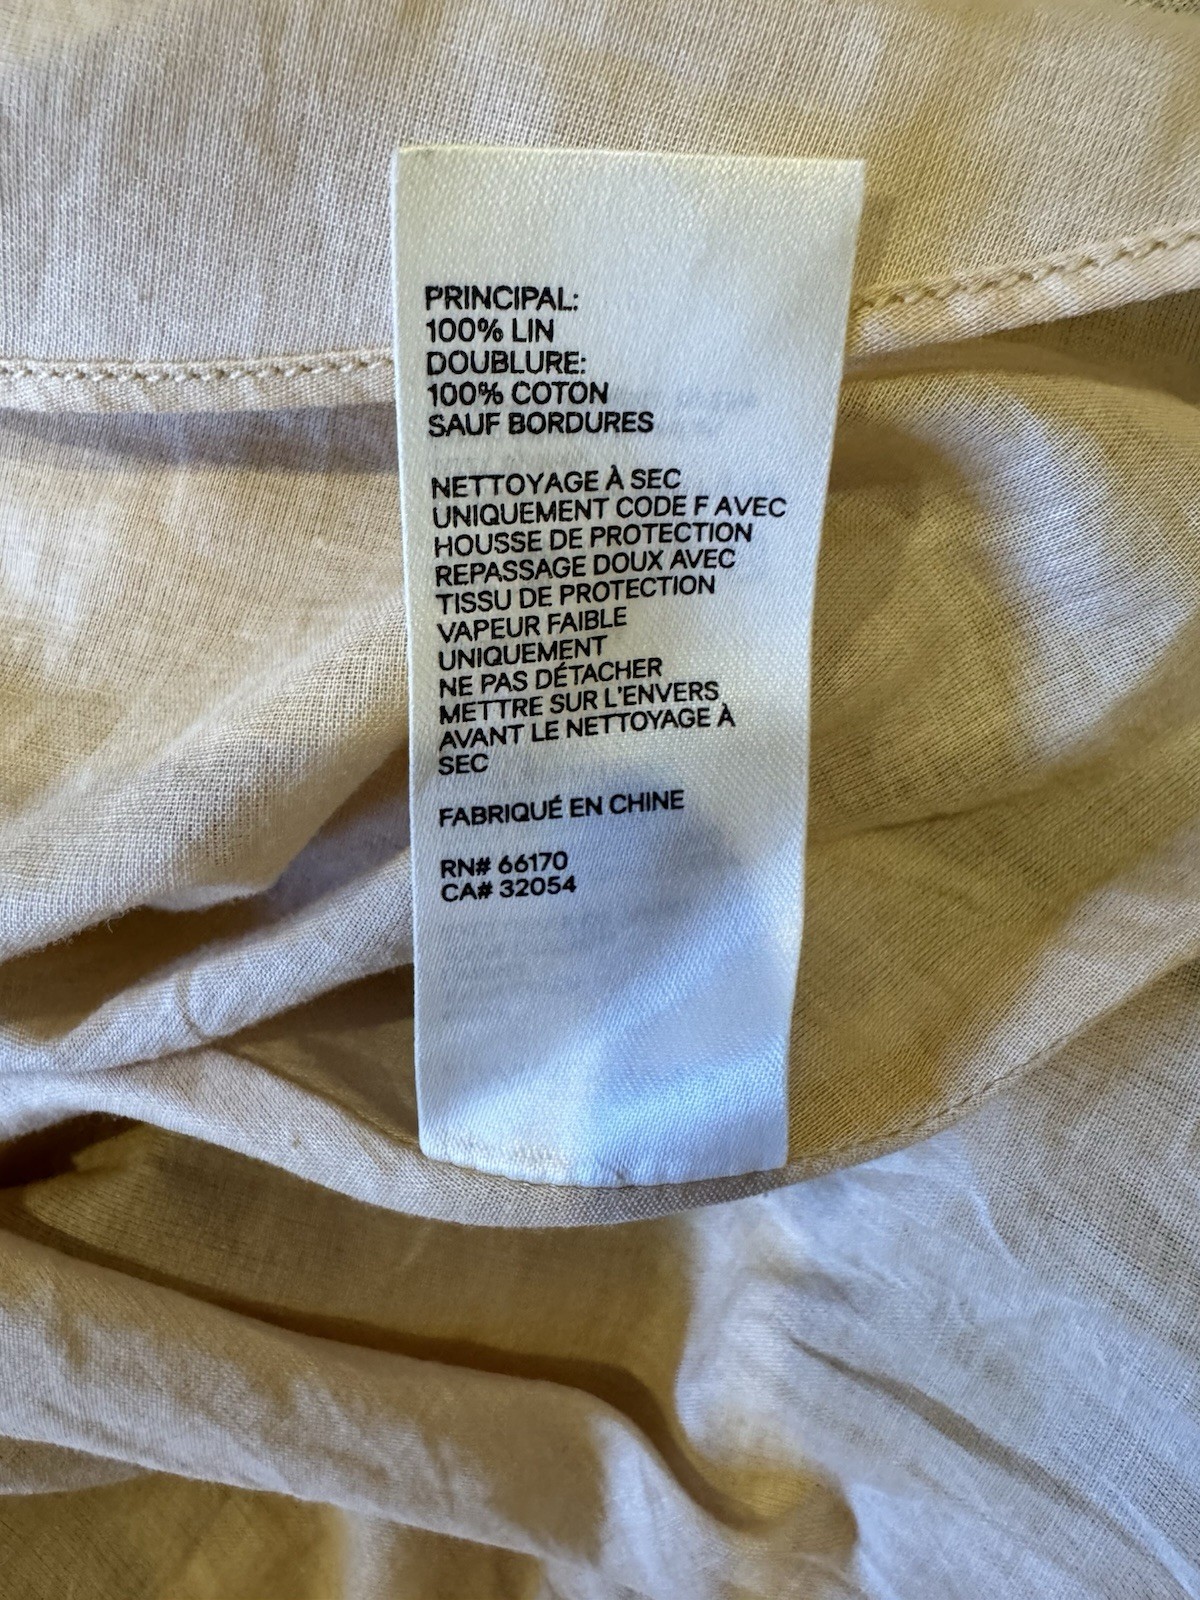 PRINCIPAL:
100% LIN
DOUBLURE:
100% COTON
SAUF BORDURES
NETTOYAGE À SEC
UNIQUEMENT CODE F AVEC
HOUSSE DE PROTECTION
REPASSAGE DOUX AVEC
TISSU DE PROTECTION
VAPEUR FAIBLE
UNIQUEMENT
NE PAS DÉTACHER
METTRE SUR L'ENVERS
AVANT LE NETTOYAGE À
SEC
FABRIQUÉ EN CHINE
RN# 66170
CA# 32054